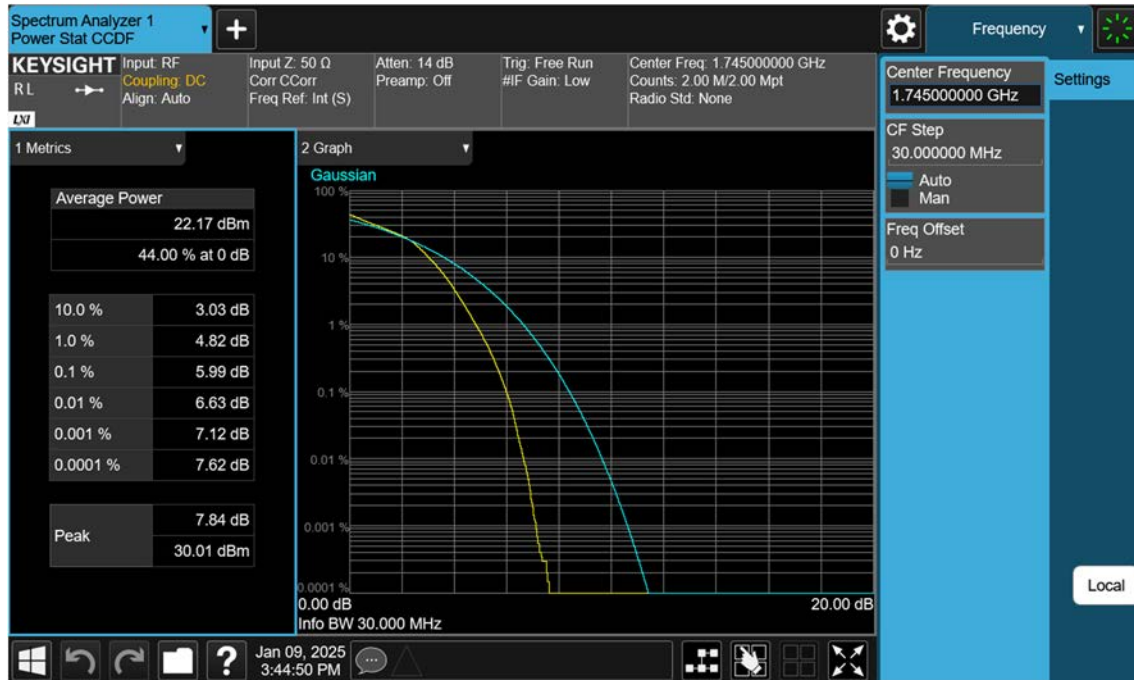 Spectrum Analyzer 1
Power Stat CCDF
Frequency
KEYSIGHT
RL
LXI
Input: RF
Coupling: DC
Align: Auto
Input Z: 50 Ω
Corr CCorr
Freq Ref: Int (S)
Atten: 14 dB
Preamp: Off
Trig: Free Run
#IF Gain: Low
Center Freq: 1.745000000 GHz
Counts: 2.00 M/2.00 Mpt
Radio Std: None
Center Frequency
1.745000000 GHz
Settings
CF Step
30.000000 MHz
Auto
Man
Freq Offset
0 Hz
Local
1 Metrics
Average Power
22.17 dBm
44.00 % at 0 dB
10.0 % 3.03 dB
1.0 % 4.82 dB
0.1 % 5.99 dB
0.01 % 6.63 dB
0.001 % 7.12 dB
0.0001 % 7.62 dB
Peak
7.84 dB
30.01 dBm
2 Graph
Gaussian
100 %
10 %
1 %
0.1 %
0.01 %
0.001 %
0.0001 %
0.00 dB 20.00 dB
Info BW 30.000 MHz
?
Jan 09, 2025
3:44:50 PM